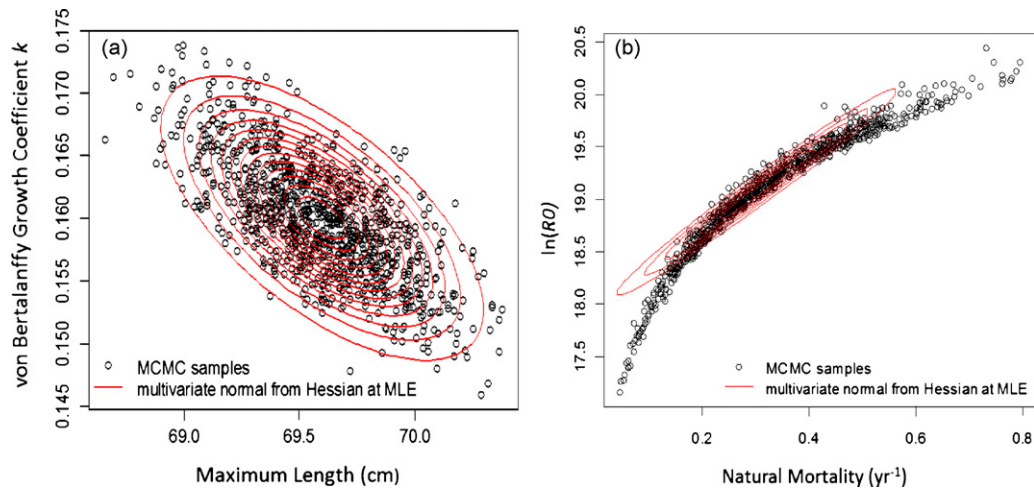 (a)
von Bertalanffy Growth Coefficient k
0.175
0.170
0.165
0.160
0.155
0.150
0.145
MCMC samples
multivariate normal from Hessian at MLE
69.0 69.5 70.0
Maximum Length (cm)
(b)
ln(R0)
20.5
20.0
19.5
19.0
18.5
18.0
17.5
MCMC samples
multivariate normal from Hessian at MLE
0.2 0.4 0.6 0.8
Natural Mortality (yr⁻¹)